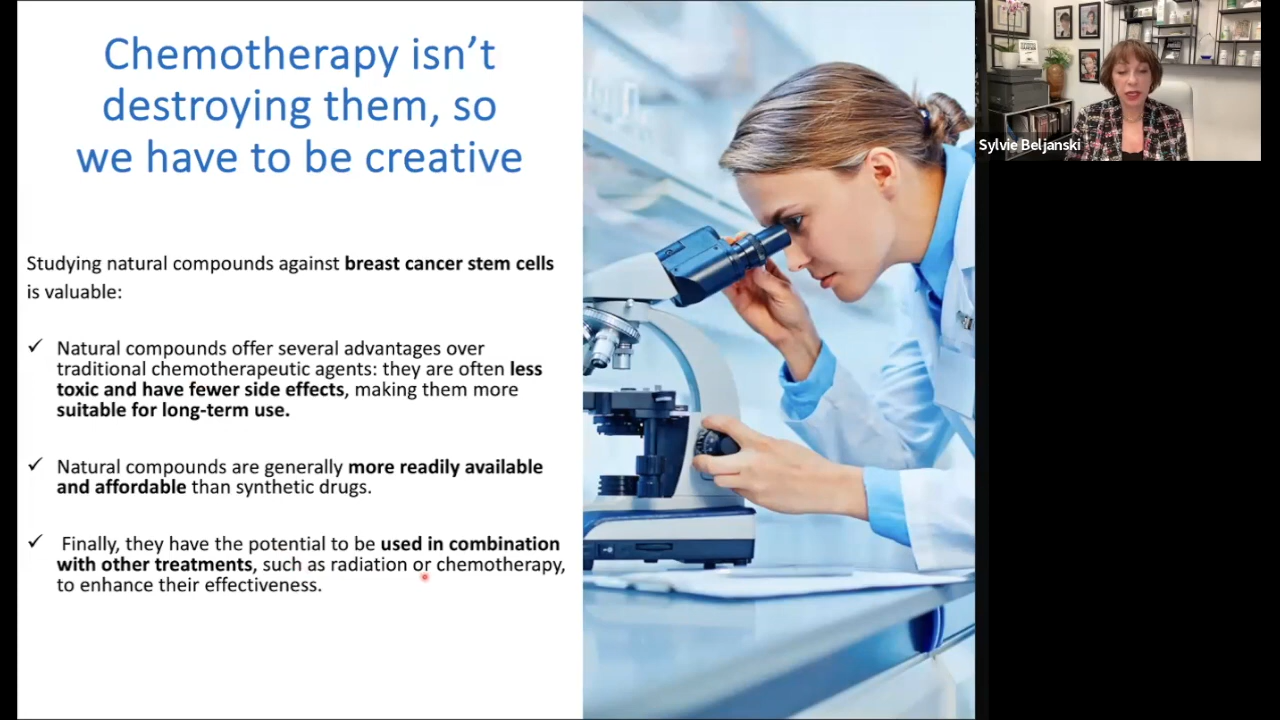 Chemotherapy isn’t
destroying them, so
we have to be creative
Studying natural compounds against breast cancer stem cells
is valuable:
✓ Natural compounds offer several advantages over
traditional chemotherapeutic agents: they are often less
toxic and have fewer side effects, making them more
suitable for long-term use.
✓ Natural compounds are generally more readily available
and affordable than synthetic drugs.
✓ Finally, they have the potential to be used in combination
with other treatments, such as radiation or chemotherapy,
to enhance their effectiveness.
Sylvie Beljanski